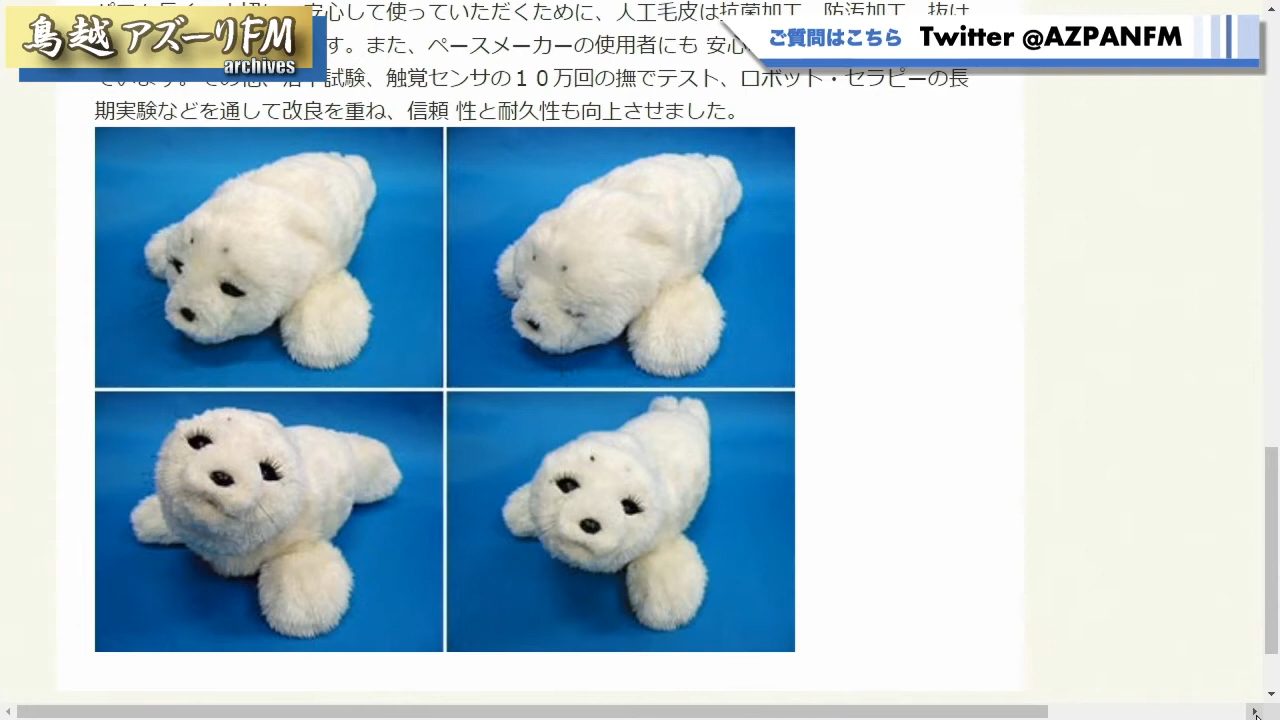 鳥越 アズーリFM
archives
ご質問はこちら Twitter @AZPANFM
安心して使っていただくために、人工毛皮は抗菌加工、防汚加工、抜け
す。また、ペースメーカーの使用者にも 安心
試験、触覚センサの１０万回の撫でテスト、ロボット・セラピーの長
期実験などを通して改良を重ね、信頼 性と耐久性も向上させました。